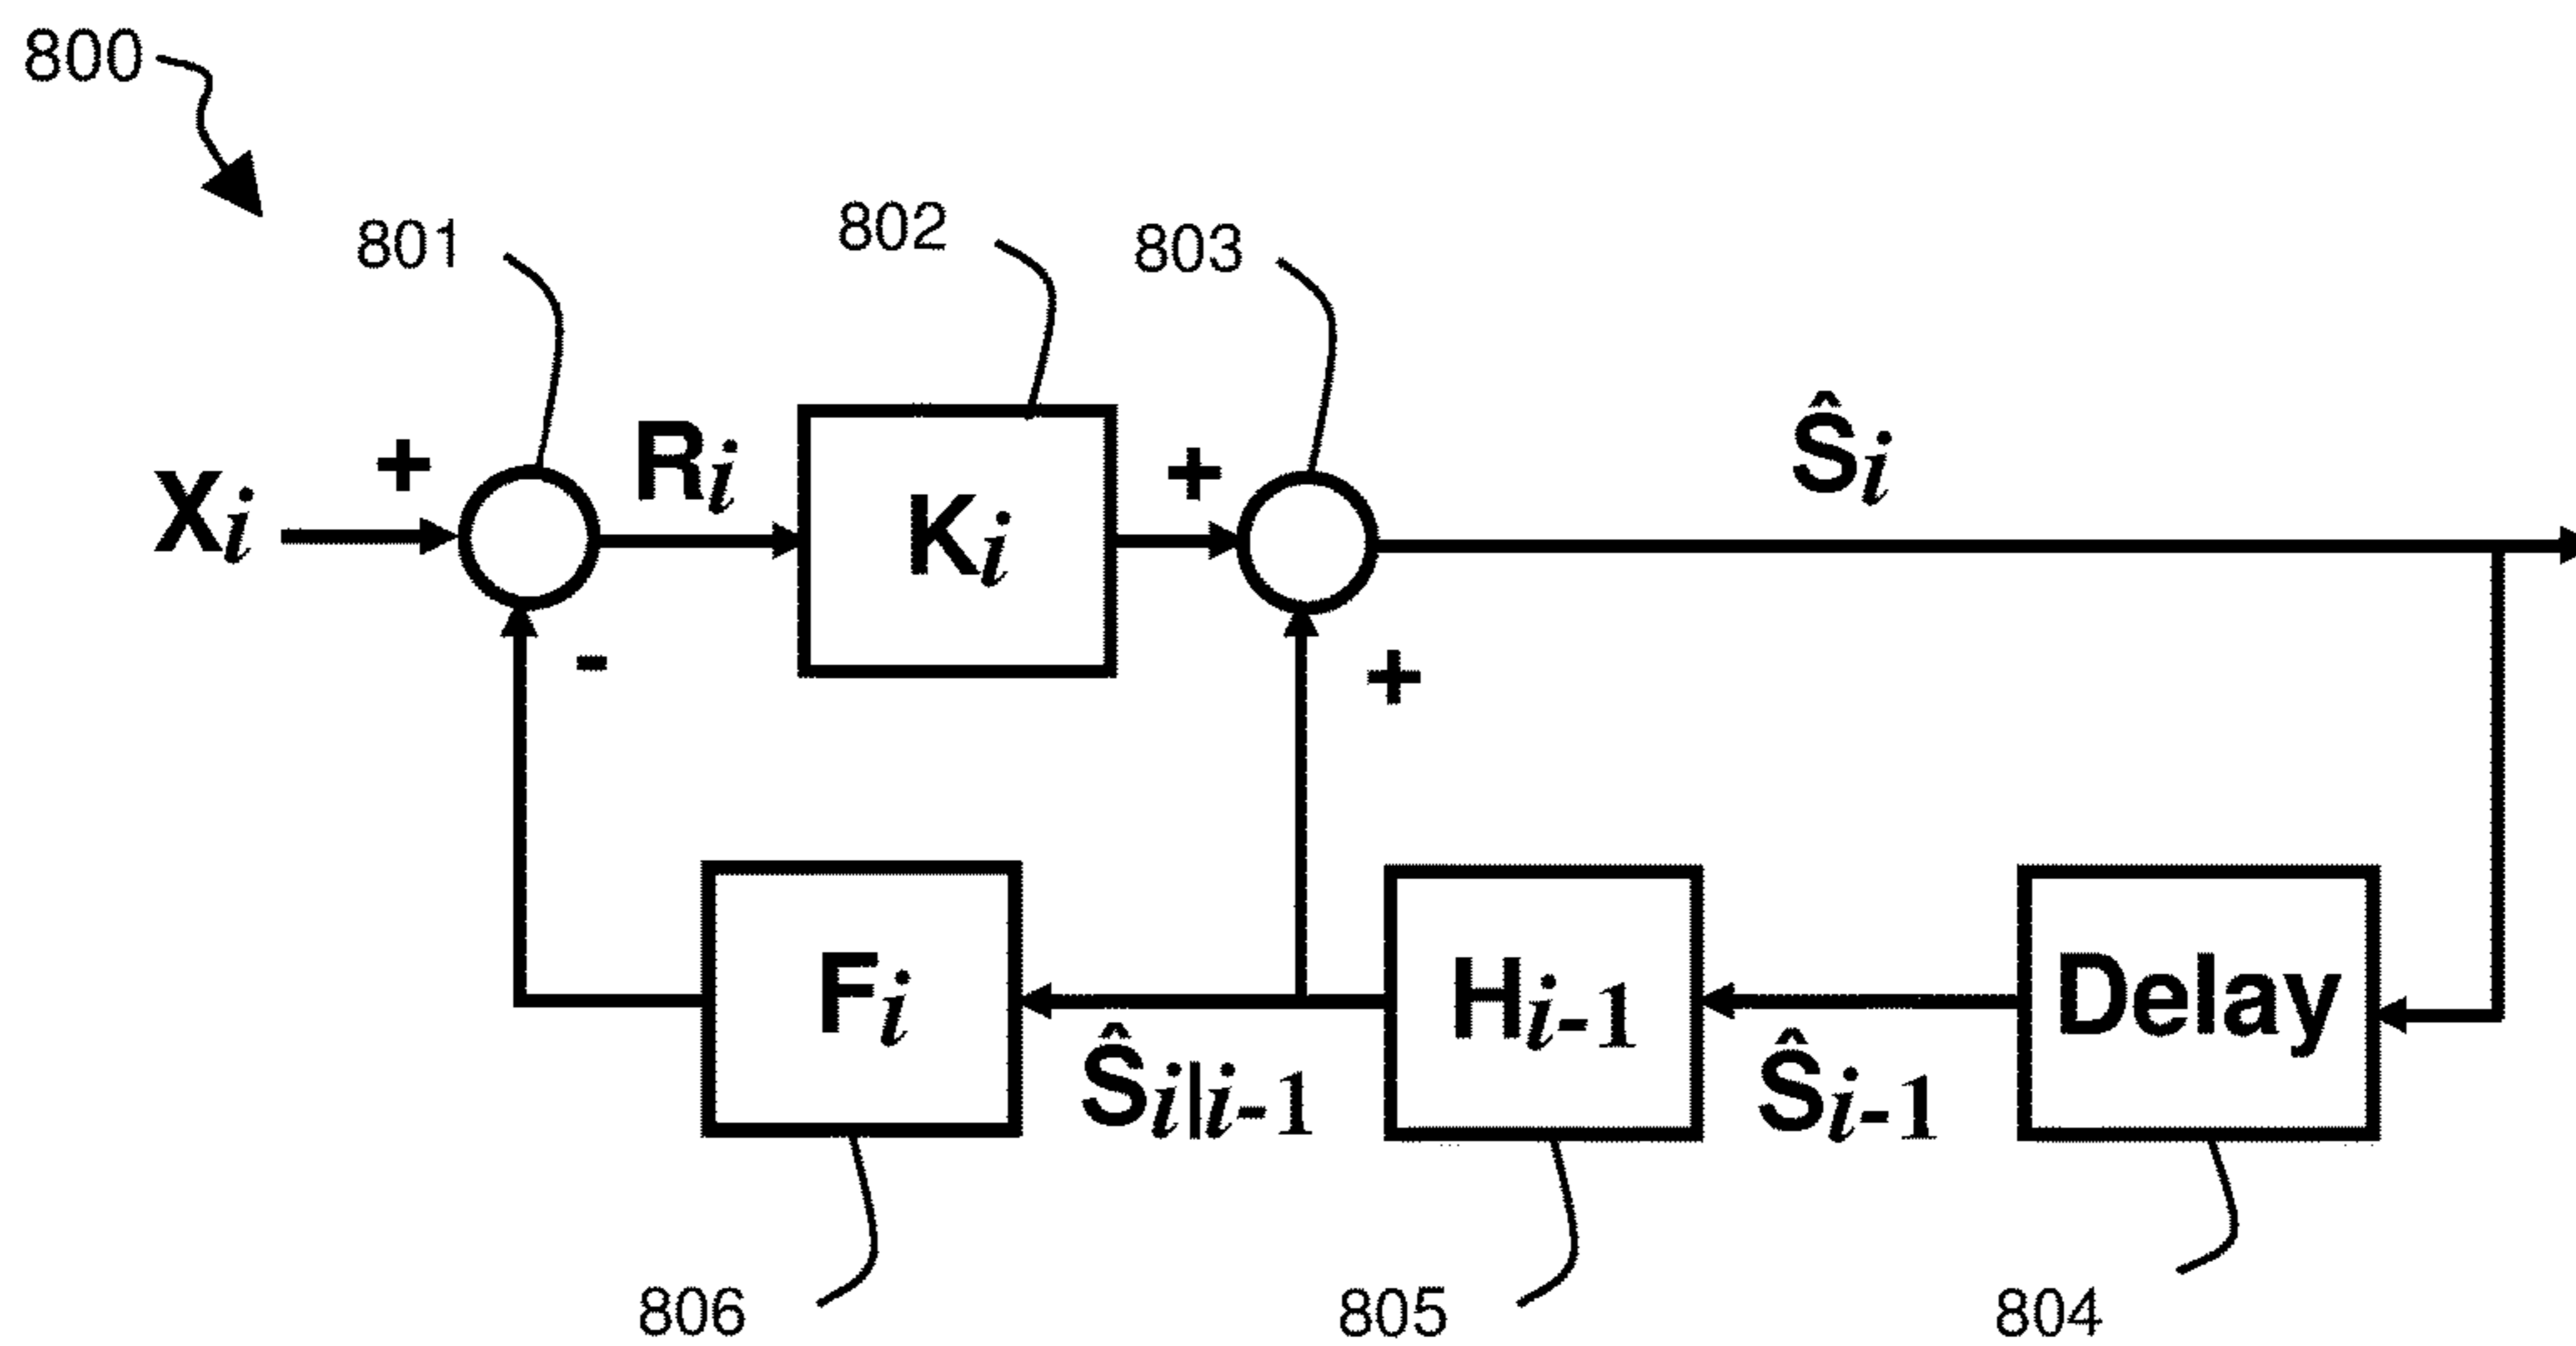 800
801
802
803
Xi
+
Ri
Ki
+
Ŝi
-
+
Fi
Ŝi|i-1
Hi-1
Ŝi-1
Delay
806
805
804